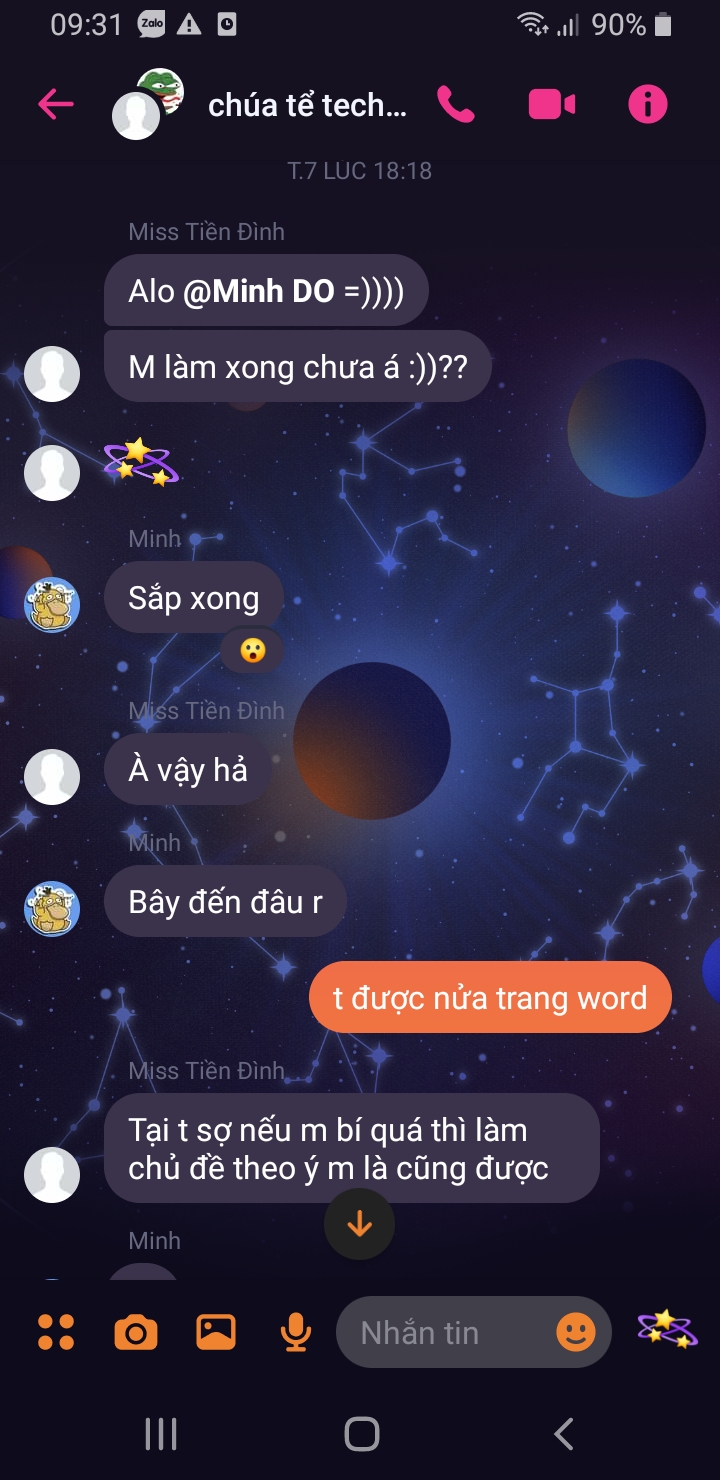 09:31 Zalo 90%
chúa tể tech...
T.7 LUC 18:18
Miss Tiền Đình
Alo @Minh DO =))))
M làm xong chưa á :))??
Minh
Sắp xong
Miss Tiền Đình
À vậy hả
Minh
Bây đến đâu r
t được nửa trang word
Miss Tiền Đình
Tại t sợ nếu m bí quá thì làm
chủ đề theo ý m là cũng được
Minh
Nhắn tin